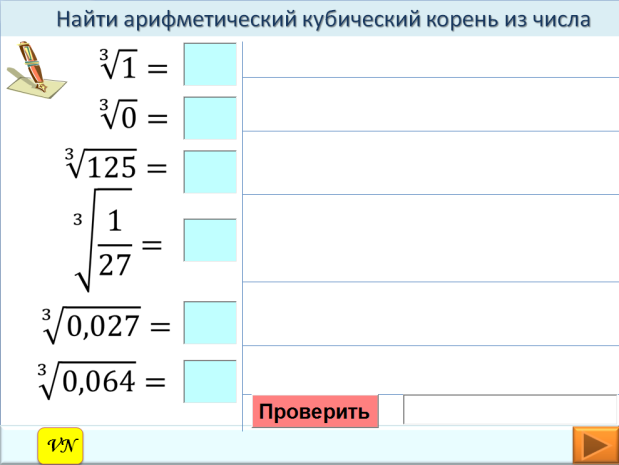 Найти арифметический кубический корень из числа
∛1 =
∛0 =
∛125 =
∛(1/27) =
∛0,027 =
∛0,064 =
Проверить
VN